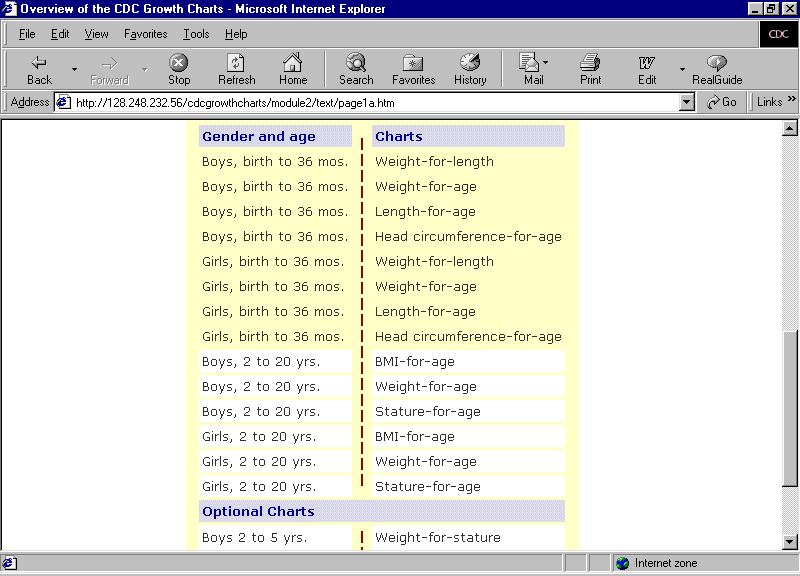 Overview of the CDC Growth Charts - Microsoft Internet Explorer
File Edit View Favorites Tools Help CDC
Back Forward Stop Refresh Home Search Favorites History Mail Print Edit RealGuide
Address http://128.248.232.56/cdcgrowthcharts/module2/text/page1a.htm Go Links »
Gender and age Charts
Boys, birth to 36 mos. Weight-for-length
Boys, birth to 36 mos. Weight-for-age
Boys, birth to 36 mos. Length-for-age
Boys, birth to 36 mos. Head circumference-for-age
Girls, birth to 36 mos. Weight-for-length
Girls, birth to 36 mos. Weight-for-age
Girls, birth to 36 mos. Length-for-age
Girls, birth to 36 mos. Head circumference-for-age
Boys, 2 to 20 yrs. BMI-for-age
Boys, 2 to 20 yrs. Weight-for-age
Boys, 2 to 20 yrs. Stature-for-age
Girls, 2 to 20 yrs. BMI-for-age
Girls, 2 to 20 yrs. Weight-for-age
Girls, 2 to 20 yrs. Stature-for-age
Optional Charts
Boys 2 to 5 yrs. Weight-for-stature
Internet zone